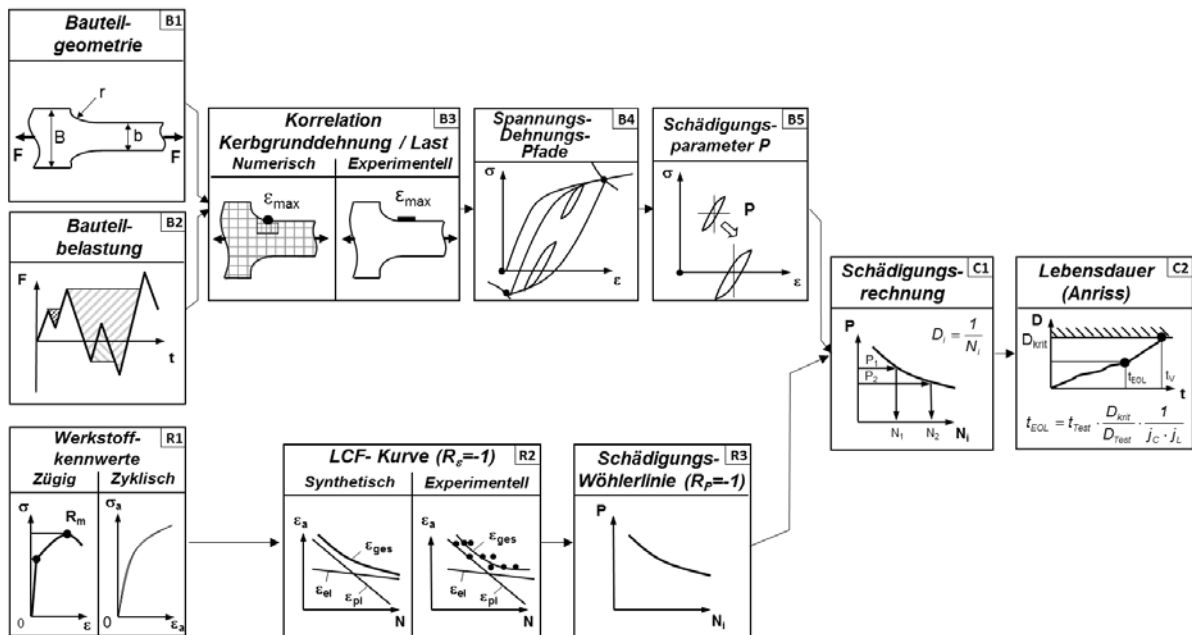 Bauteil-
geometrie
B1
r
B
b
F
F
Bauteil-
belastung
B2
F
t
Korrelation
Kerbgrunddehnung / Last
B3
Numerisch
Experimentell
εmax
εmax
Spannungs-
Dehnungs-
Pfade
B4
σ
ε
Schädigungs-
parameter P
B5
σ
P
ε
Werkstoff-
kennwerte
R1
Zügig
Zyklisch
σ
Rm
0
ε
σa
0
εa
LCF- Kurve (Rε=-1)
R2
Synthetisch
Experimentell
εa
εges
εel
εpl
N
εa
εges
εel
εpl
N
Schädigungs-
Wöhlerlinie (RP=-1)
R3
P
Ni
Schädigungs-
rechnung
C1
P
Di = 1 / Ni
P1
P2
N1
N2
Ni
Lebensdauer
(Anriss)
C2
D
Dkrit
tEOL
tV
t
tEOL = tTest · Dkrit / DTest · 1 / jC · jL